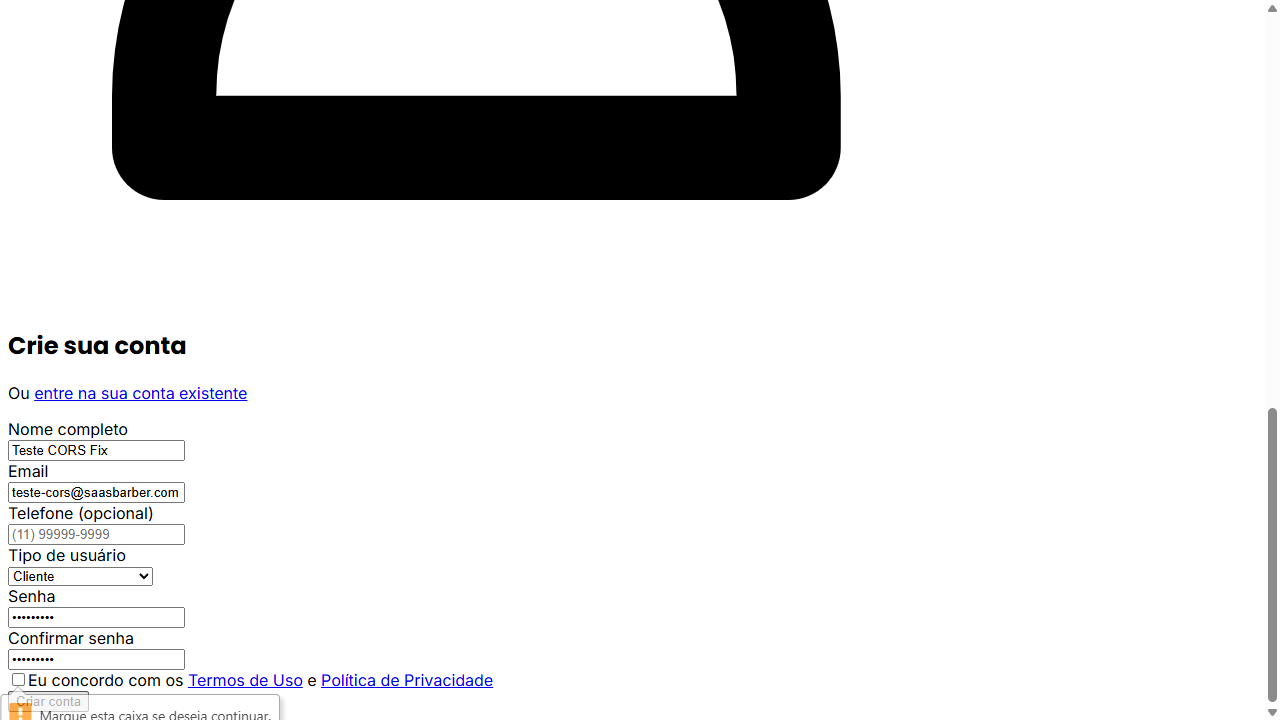 Crie sua conta
Ou entre na sua conta existente
Nome completo
Teste CORS Fix
Email
teste-cors@saasbarber.com
Telefone (opcional)
(11) 99999-9999
Tipo de usuário
Cliente
Senha
•••••••••
Confirmar senha
•••••••••
Eu concordo com os Termos de Uso e Política de Privacidade
Criar conta
Marque esta caixa se deseja continuar.